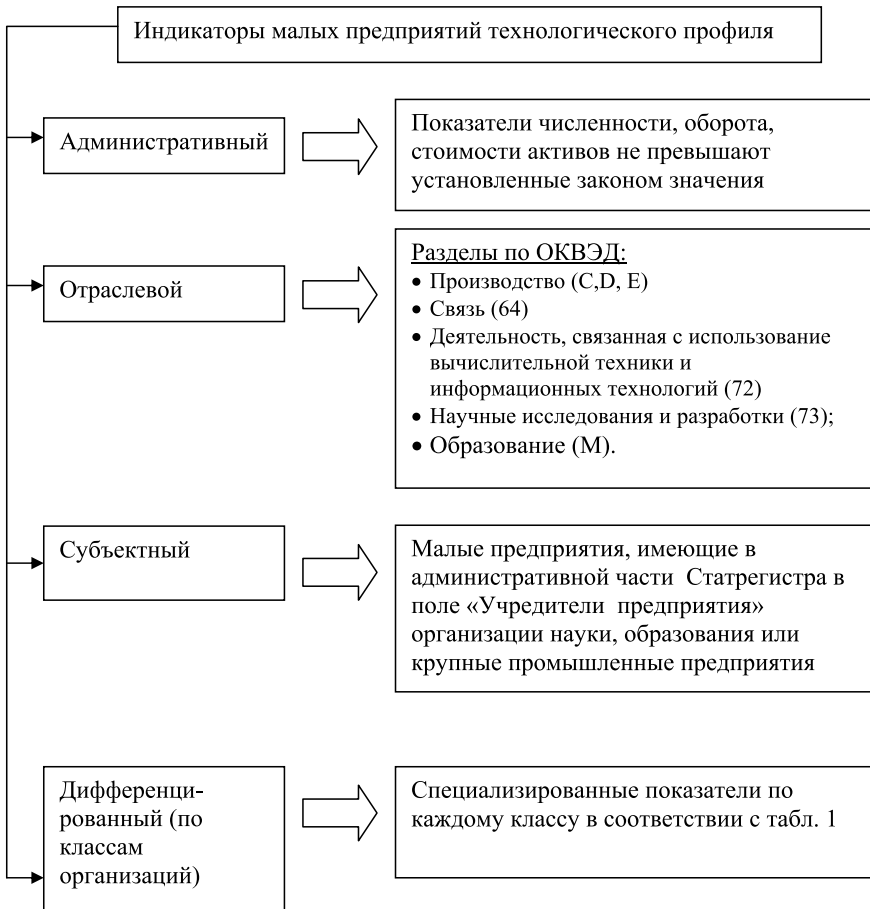 Индикаторы малых предприятий технологического профиля
Административный
Показатели численности, оборота,
стоимости активов не превышают
установленные законом значения
Отраслевой
Разделы по ОКВЭД:
• Производство (C,D, E)
• Связь (64)
• Деятельность, связанная с использование
вычислительной техники и
информационных технологий (72)
• Научные исследования и разработки (73);
• Образование (М).
Субъектный
Малые предприятия, имеющие в
административной части Статрегистра в
поле «Учредители предприятия»
организации науки, образования или
крупные промышленные предприятия
Дифференци-
рованный (по
классам
организаций)
Специализированные показатели по
каждому классу в соответствии с табл. 1